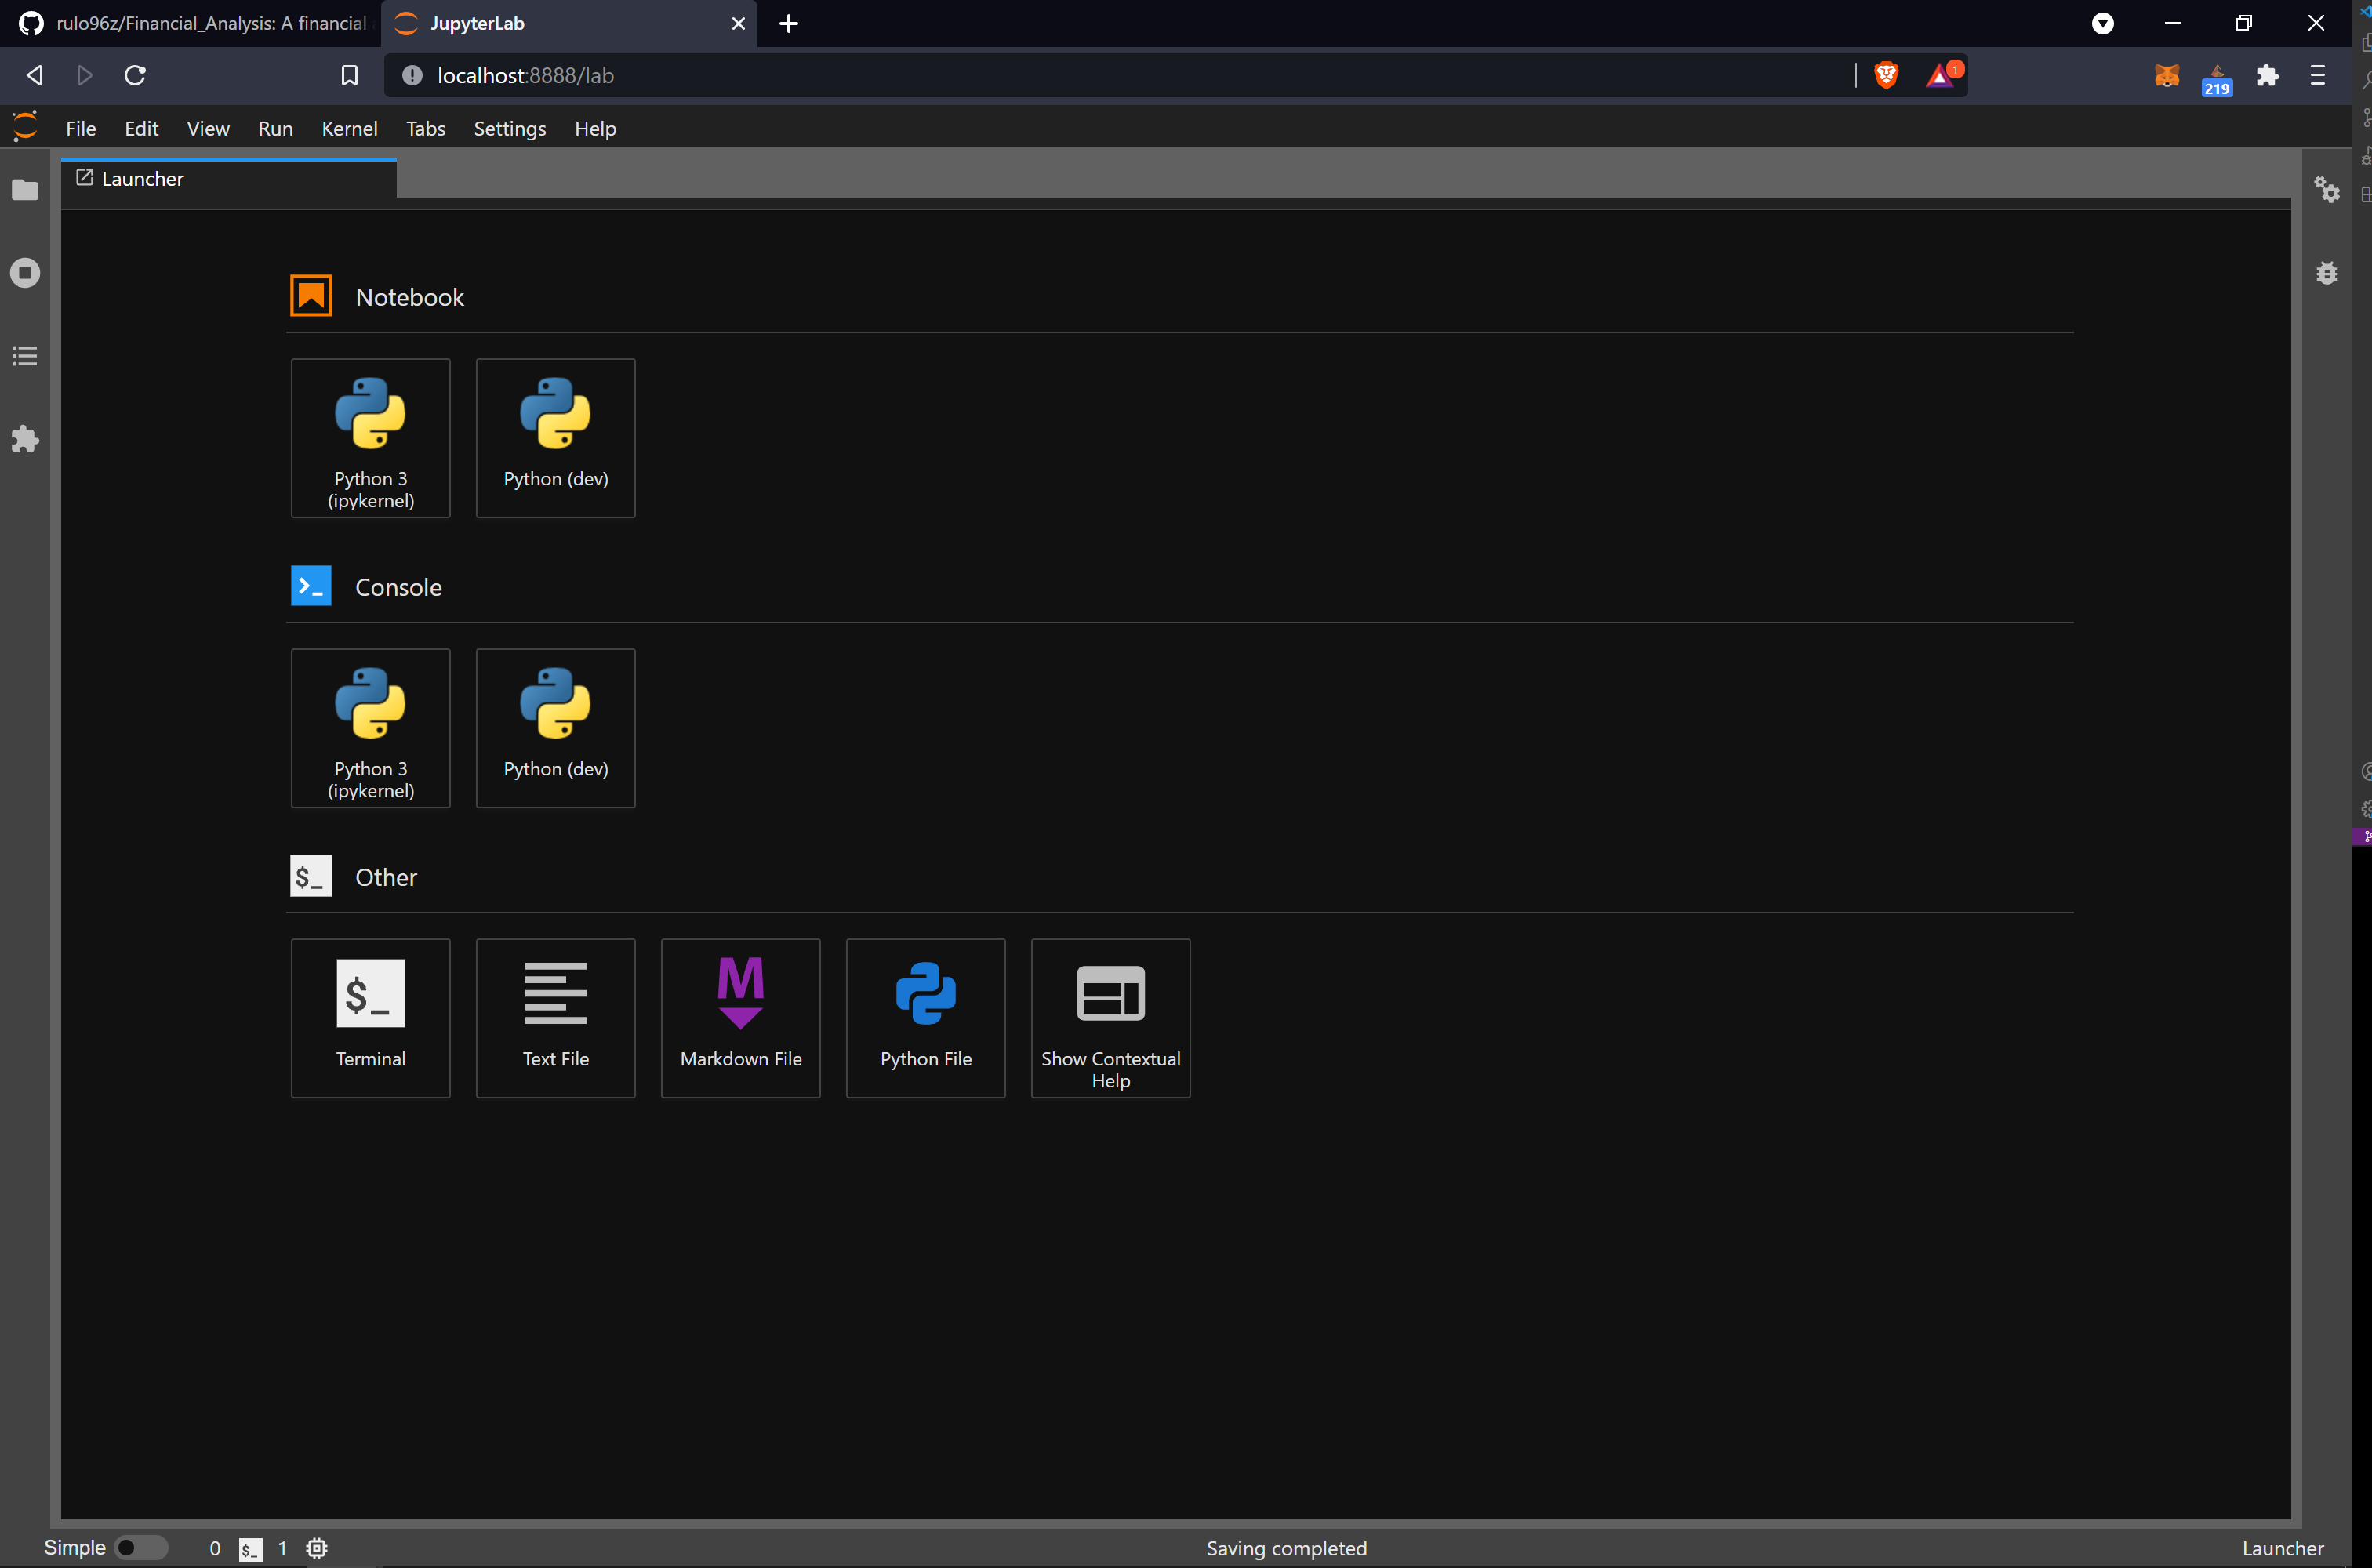 rulo96z/Financial_Analysis: A financial
JupyterLab
localhost:8888/lab
1
219
File Edit View Run Kernel Tabs Settings Help
Launcher
Notebook
Python 3
(ipykernel)
Python (dev)
Console
Python 3
(ipykernel)
Python (dev)
$_ Other
$_
Terminal
Text File
M
Markdown File
Python File
Show Contextual
Help
Simple
0 $_ 1
Saving completed
Launcher